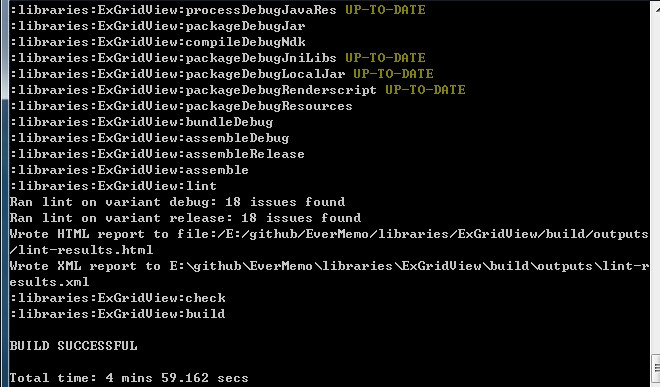 :libraries:ExGridView:processDebugJavaRes UP-TO-DATE
:libraries:ExGridView:packageDebugJar
:libraries:ExGridView:compileDebugNdk
:libraries:ExGridView:packageDebugJniLibs UP-TO-DATE
:libraries:ExGridView:packageDebugLocalJar UP-TO-DATE
:libraries:ExGridView:packageDebugRenderscript UP-TO-DATE
:libraries:ExGridView:packageDebugResources
:libraries:ExGridView:bundleDebug
:libraries:ExGridView:assembleDebug
:libraries:ExGridView:assembleRelease
:libraries:ExGridView:assemble
:libraries:ExGridView:lint
Ran lint on variant debug: 18 issues found
Ran lint on variant release: 18 issues found
Wrote HTML report to file:/E:/github/EverMemo/libraries/ExGridView/build/outputs
/lint-results.html
Wrote XML report to E:\github\EverMemo\libraries\ExGridView\build\outputs\lint-r
esults.xml
:libraries:ExGridView:check
:libraries:ExGridView:build
BUILD SUCCESSFUL
Total time: 4 mins 59.162 secs